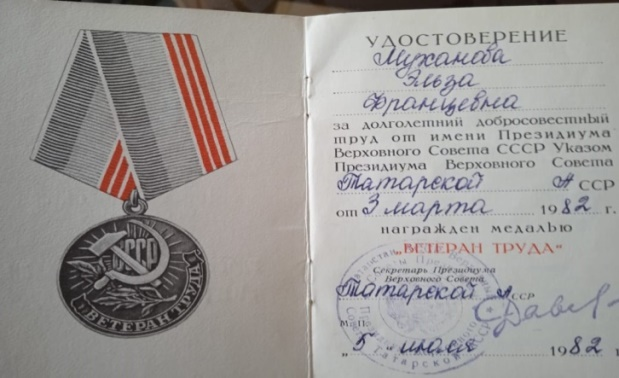 СССР
ВЕТЕРАН ТРУДА
УДОСТОВЕРЕНИЕ
Муханова
Эльза
Францевна
за долголетний добросовестный
труд от имени Президиума
Верховного Совета СССР Указом
Президиума Верховного Совета
Татарской АССР
от 3 марта 1982 г.
награжден медалью
„ВЕТЕРАН ТРУДА“
Секретарь Президиума
Верховного Совета
Татарской АССР
М. П.
„5“ июля 1982 г.